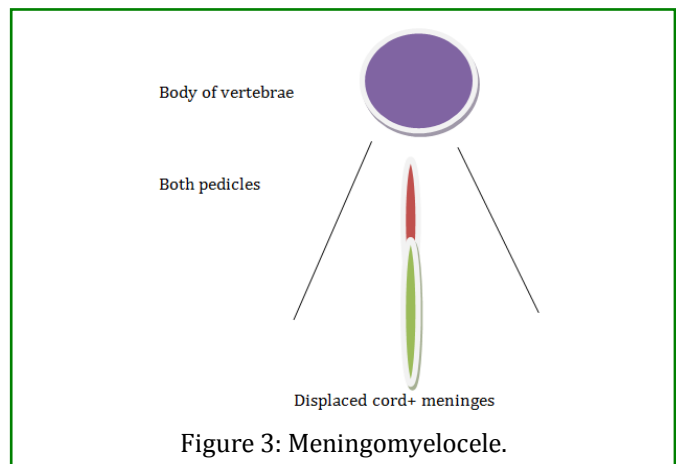 Body of vertebrae
Both pedicles
Displaced cord+ meninges
Figure 3: Meningomyelocele.